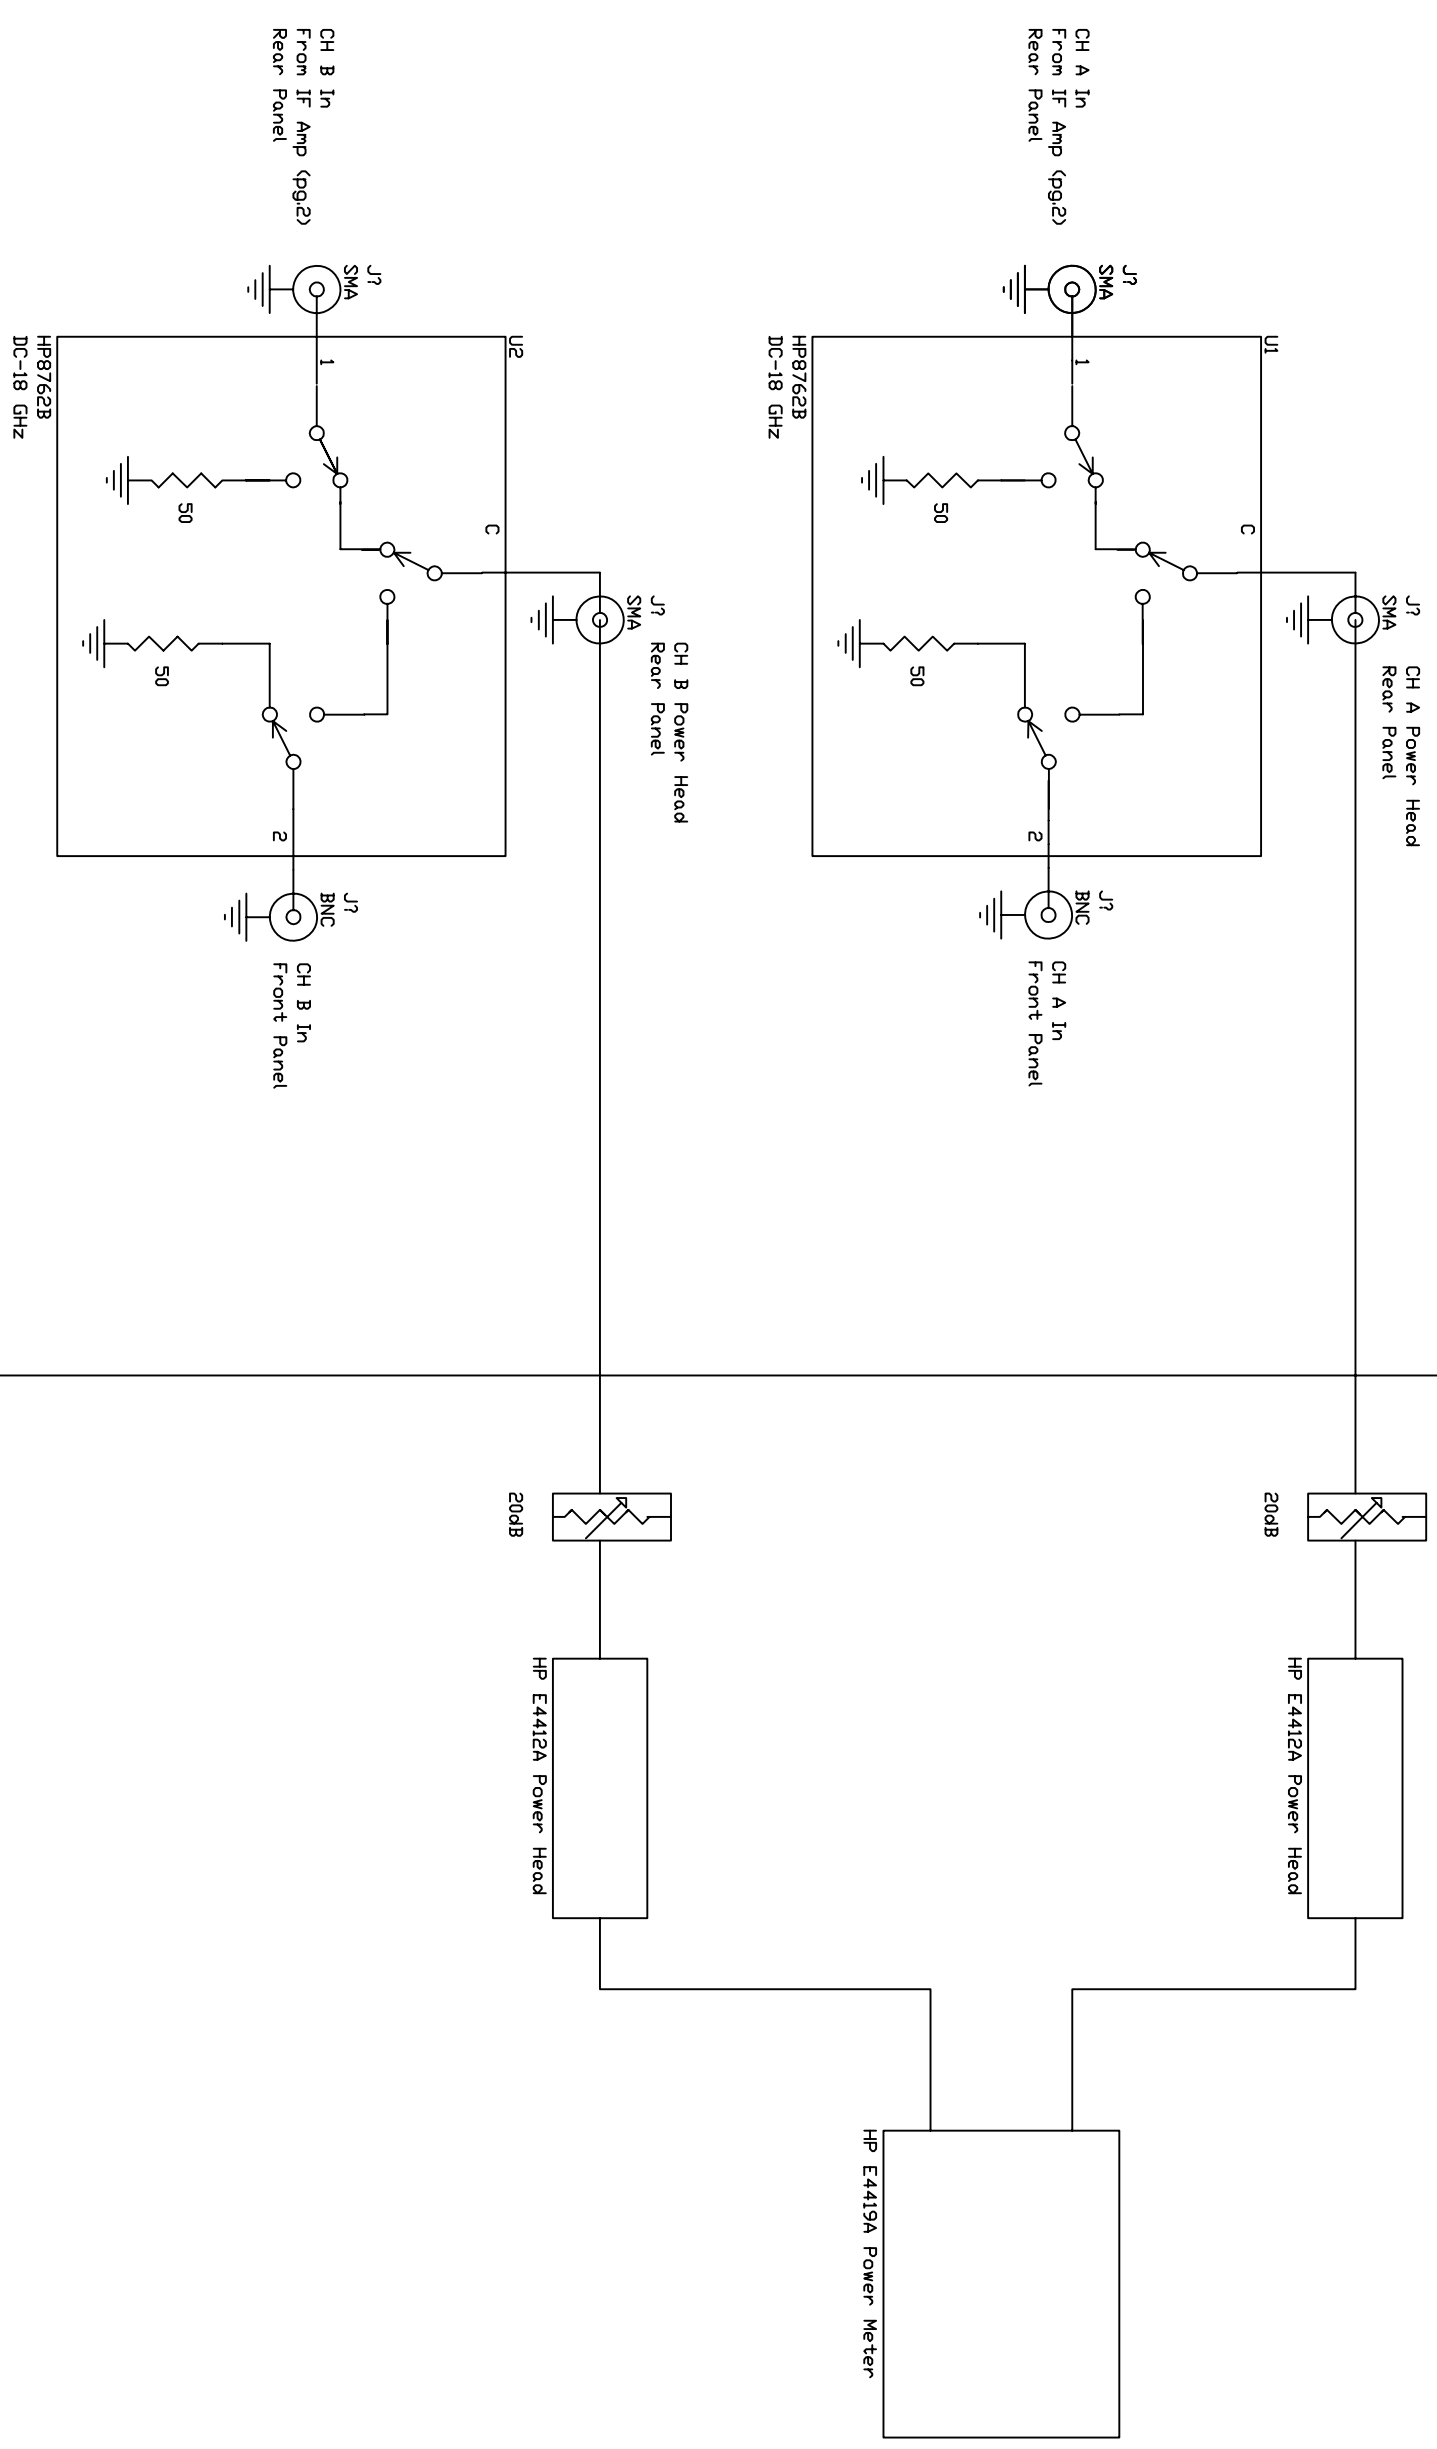 CH A In
From IF Amp (pg.2)
Rear Panel
J?
SMA
U1
1
C
50
50
2
HP8762B
DC-18 GHz
J?
SMA
CH A Power Head
Rear Panel
J?
BNC
CH A In
Front Panel
20dB
HP E4412A Power Head
HP E4419A Power Meter
CH B In
From IF Amp (pg.2)
Rear Panel
J?
SMA
U2
1
C
50
50
2
HP8762B
DC-18 GHz
J?
SMA
CH B Power Head
Rear Panel
J?
BNC
CH B In
Front Panel
20dB
HP E4412A Power Head